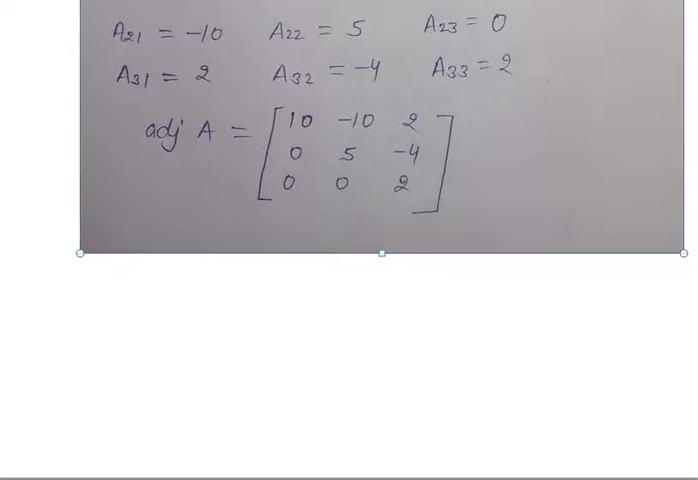 A21 = -10 A22 = 5 A23 = 0
A31 = 2 A32 = -4 A33 = 2
adj A = [10 -10 2
0 5 -4
0 0 2]